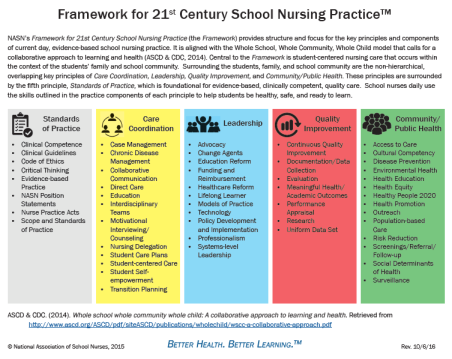 Framework for 21st Century School Nursing Practice™
NASN's Framework for 21st Century School Nursing Practice (the Framework) provides structure and focus for the key principles and components
of current day, evidence-based school nursing practice. It is aligned with the Whole School, Whole Community, Whole Child model that calls for a
collaborative approach to learning and health (ASCD & CDC, 2014). Central to the Framework is student-centered nursing care that occurs within
the context of the students' family and school community. Surrounding the students, family, and school community are the non-hierarchical,
overlapping key principles of Care Coordination, Leadership, Quality Improvement, and Community/Public Health. These principles are surrounded
by the fifth principle, Standards of Practice, which is foundational for evidence-based, clinically competent, quality care. School nurses daily use
the skills outlined in the practice components of each principle to help students be healthy, safe, and ready to learn.
Standards
of Practice
• Clinical Competence
• Clinical Guidelines
• Code of Ethics
• Critical Thinking
• Evidence-based
Practice
• NASN Position
Statements
• Nurse Practice Acts
• Scope and Standards
of Practice
Care
Coordination
• Case Management
• Chronic Disease
Management
• Collaborative
Communication
• Direct Care
• Education
• Interdisciplinary
Teams
• Motivational
Interviewing/
Counseling
• Nursing Delegation
• Student Care Plans
• Student-centered Care
• Student Self-
empowerment
• Transition Planning
Leadership
• Advocacy
• Change Agents
• Education Reform
• Funding and
Reimbursement
• Healthcare Reform
• Lifelong Learner
• Models of Practice
• Technology
• Policy Development
and Implementation
• Professionalism
• Systems-level
Leadership
Quality
Improvement
• Continuous Quality
Improvement
• Documentation/Data
Collection
• Evaluation
• Meaningful Health/
Academic Outcomes
• Performance
Appraisal
• Research
• Uniform Data Set
Community/
Public Health
• Access to Care
• Cultural Competency
• Disease Prevention
• Environmental Health
• Health Education
• Health Equity
• Healthy People 2020
• Health Promotion
• Outreach
• Population-based
Care
• Risk Reduction
• Screenings/Referral/
Follow-up
• Social Determinants
of Health
• Surveillance
ASCD & CDC. (2014). Whole school whole community whole child: A collaborative approach to learning and health. Retrieved from
http://www.ascd.org/ASCD/pdf/siteASCD/publications/wholechild/wscc-a-collaborative-approach.pdf
© National Association of School Nurses, 2015
BETTER HEALTH. BETTER LEARNING.™
Rev. 10/6/16